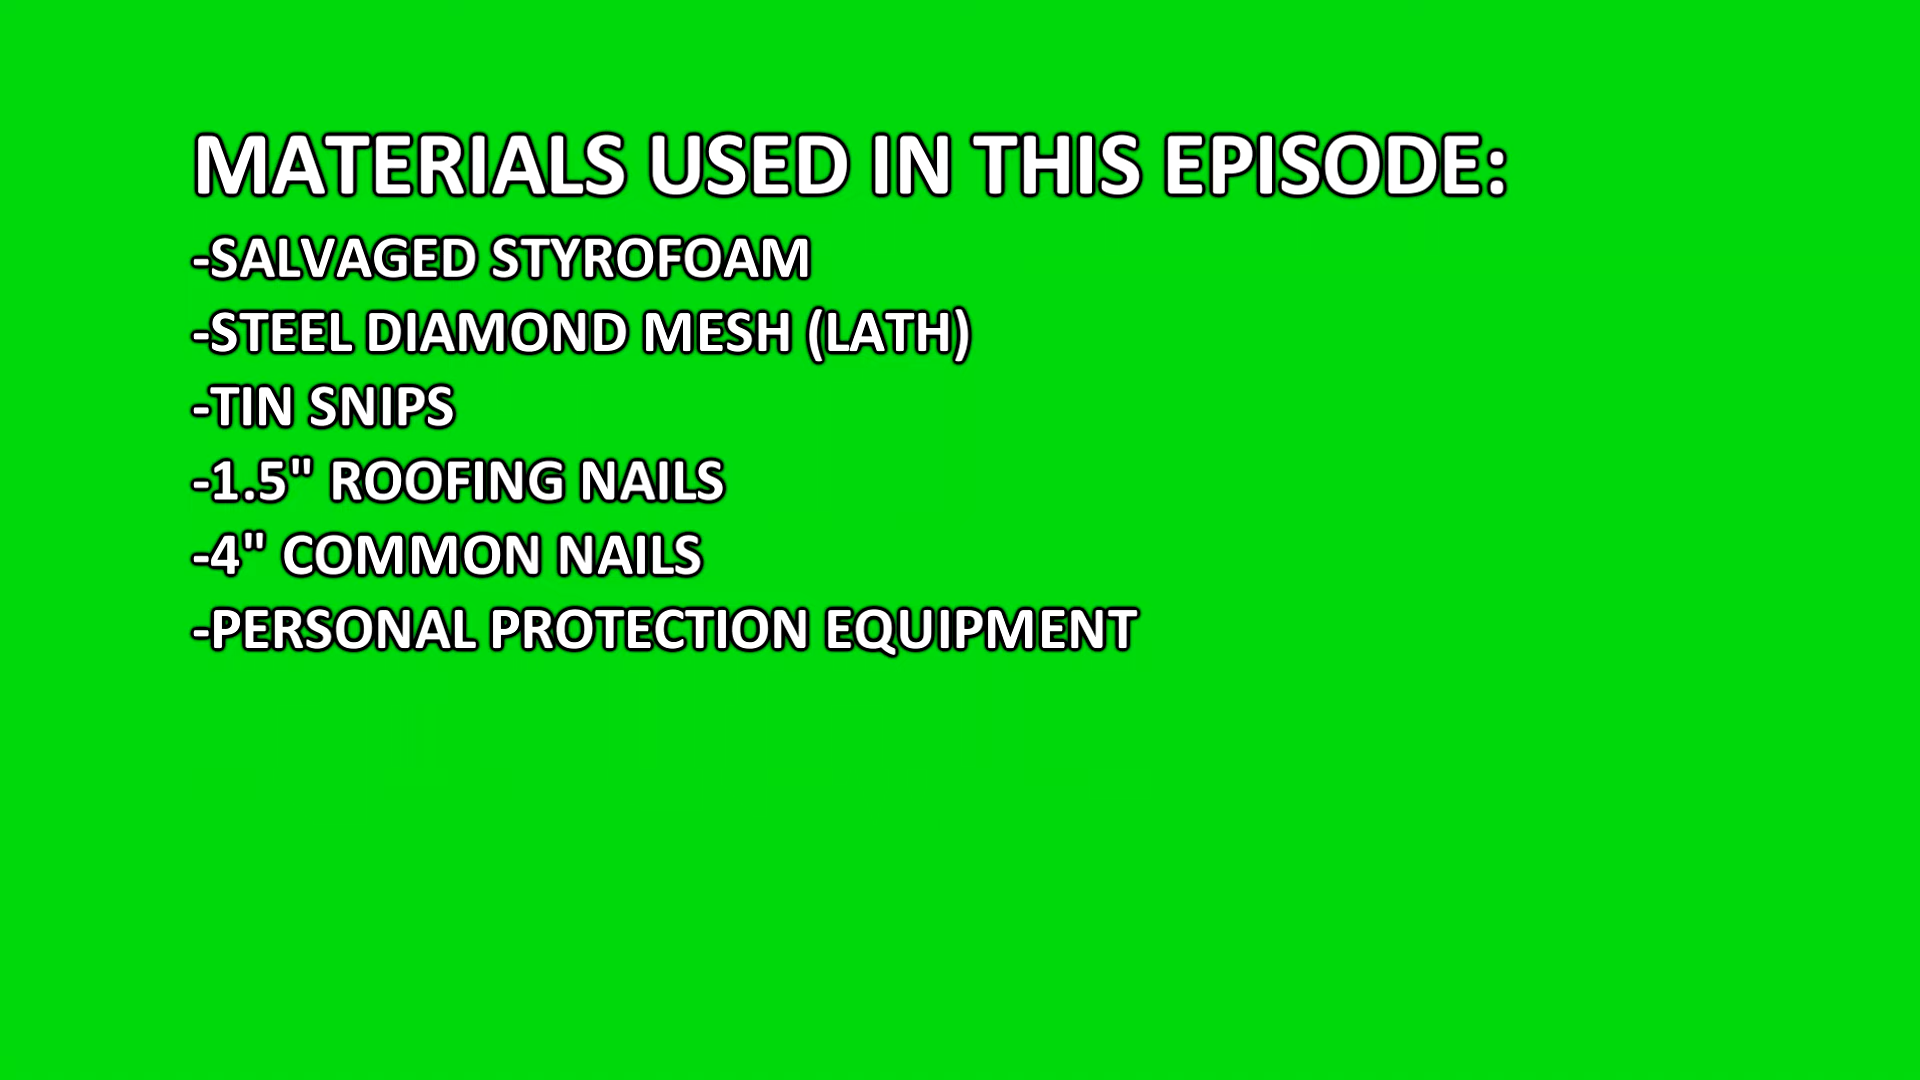 MATERIALS USED IN THIS EPISODE:
-SALVAGED STYROFOAM
-STEEL DIAMOND MESH (LATH)
-TIN SNIPS
-1.5" ROOFING NAILS
-4" COMMON NAILS
-PERSONAL PROTECTION EQUIPMENT